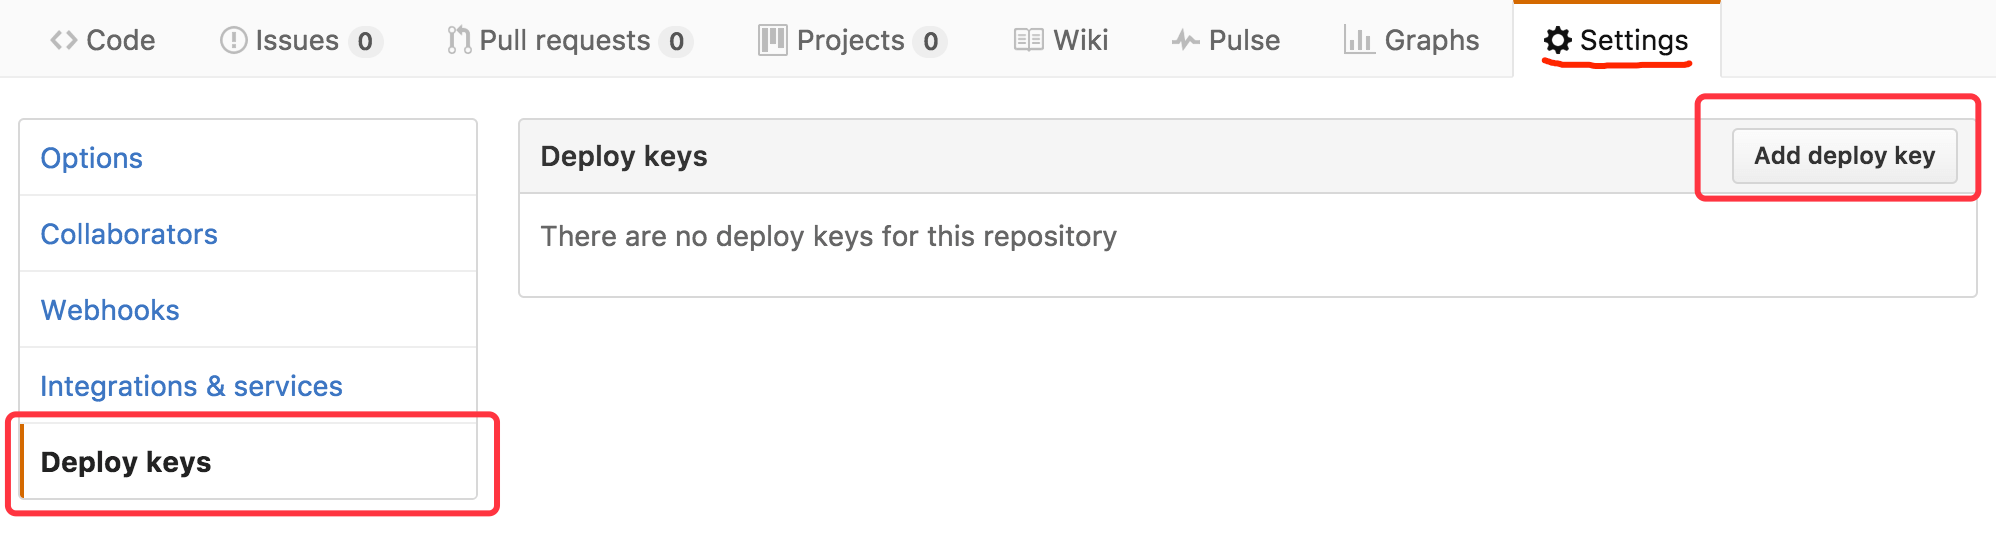 Code Issues 0 Pull requests 0 Projects 0 Wiki Pulse Graphs Settings
Options
Collaborators
Webhooks
Integrations & services
Deploy keys
Deploy keys Add deploy key
There are no deploy keys for this repository